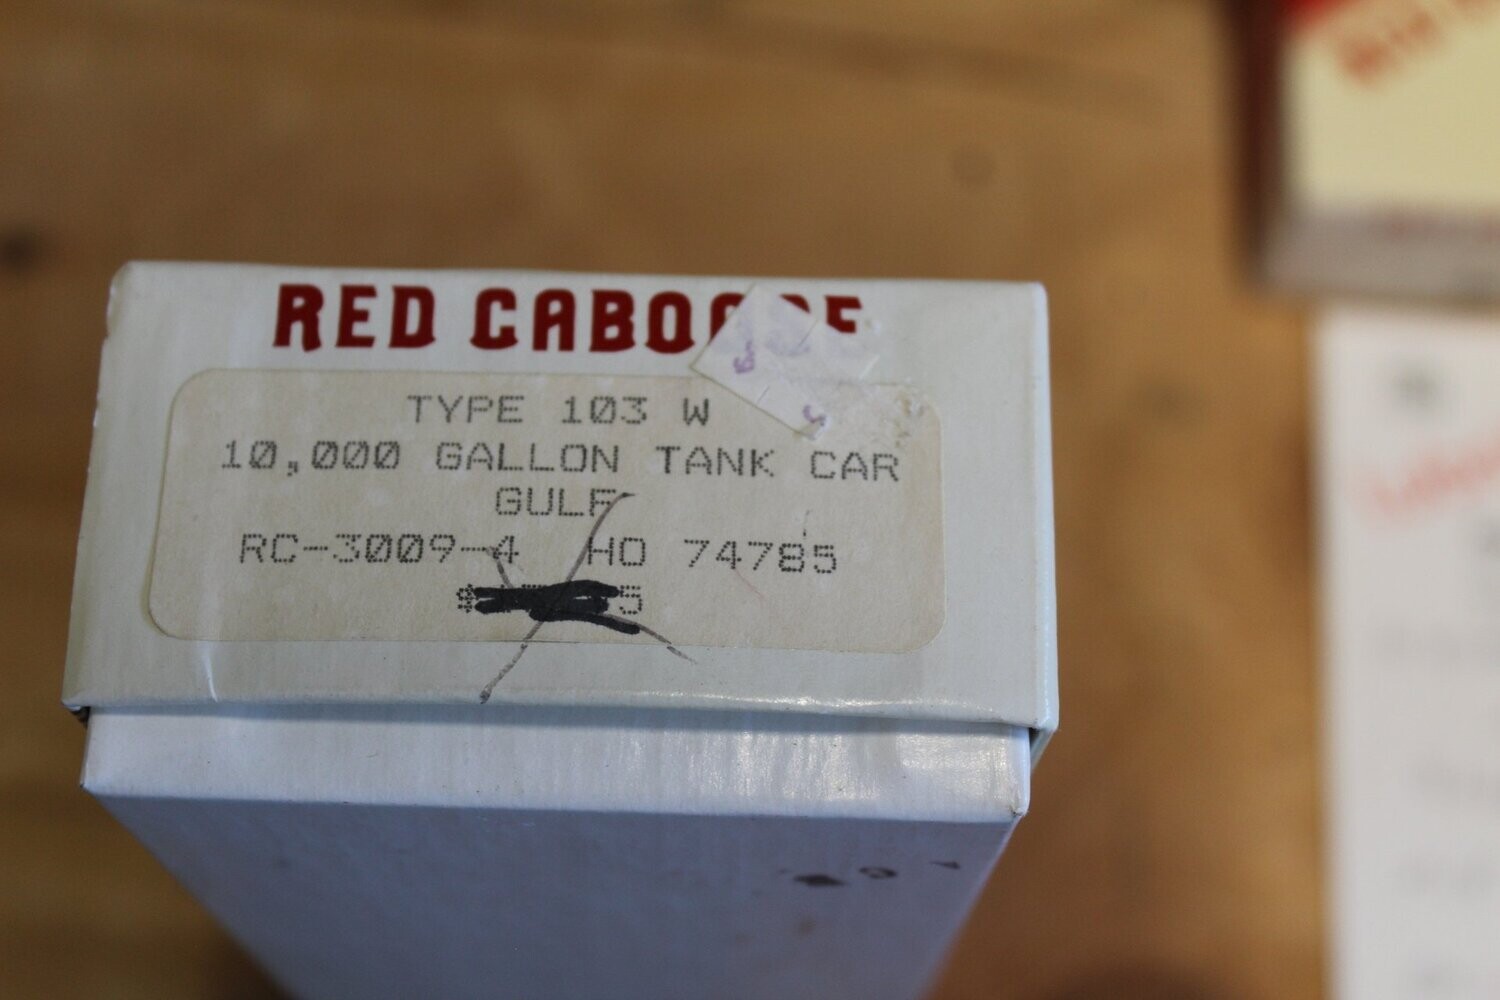 RED CABOOSE
TYPE 103 W
10,000 GALLON TANK CAR
GULF
RC-3009-4 HO 74785